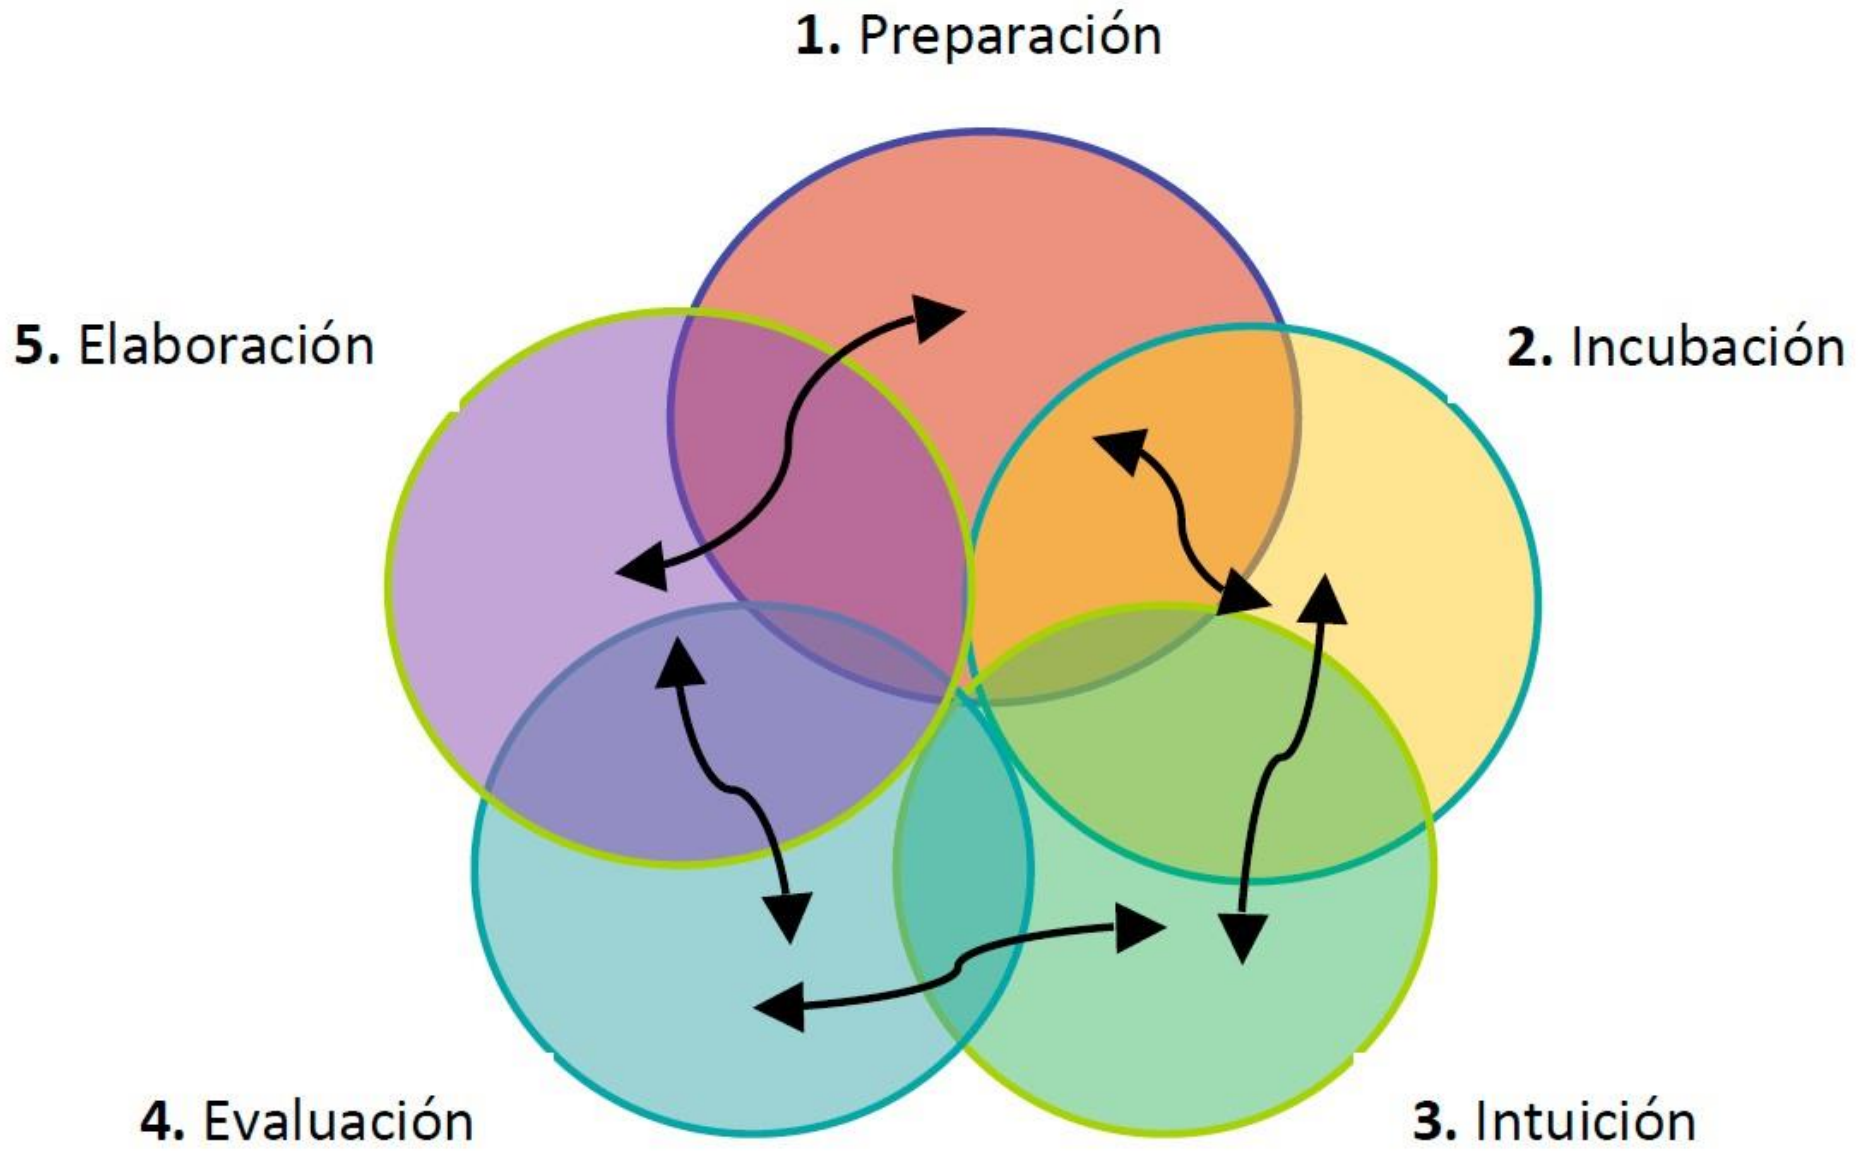 1. Preparación
5. Elaboración
2. Incubación
4. Evaluación
3. Intuición